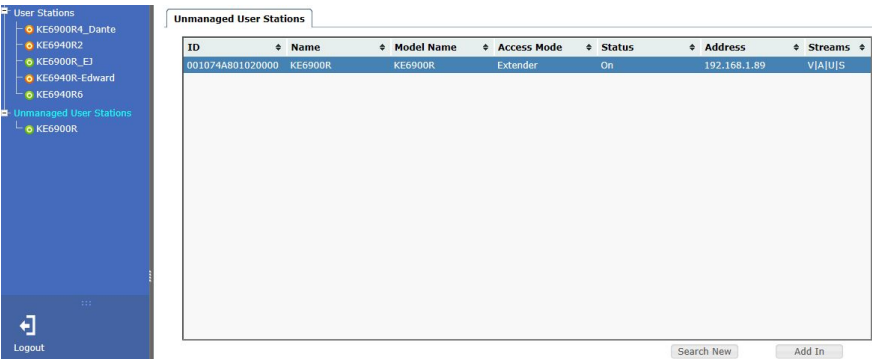 User Stations
KE6900R4_Dante
KE6940R2
KE6900R_EJ
KE6940R-Edward
KE6940R6
Unmanaged User Stations
KE6900R
Logout
Unmanaged User Stations
ID Name Model Name Access Mode Status Address Streams
001074A801020000 KE6900R KE6900R Extender On 192.168.1.89 V|A|U|S
Search New Add In